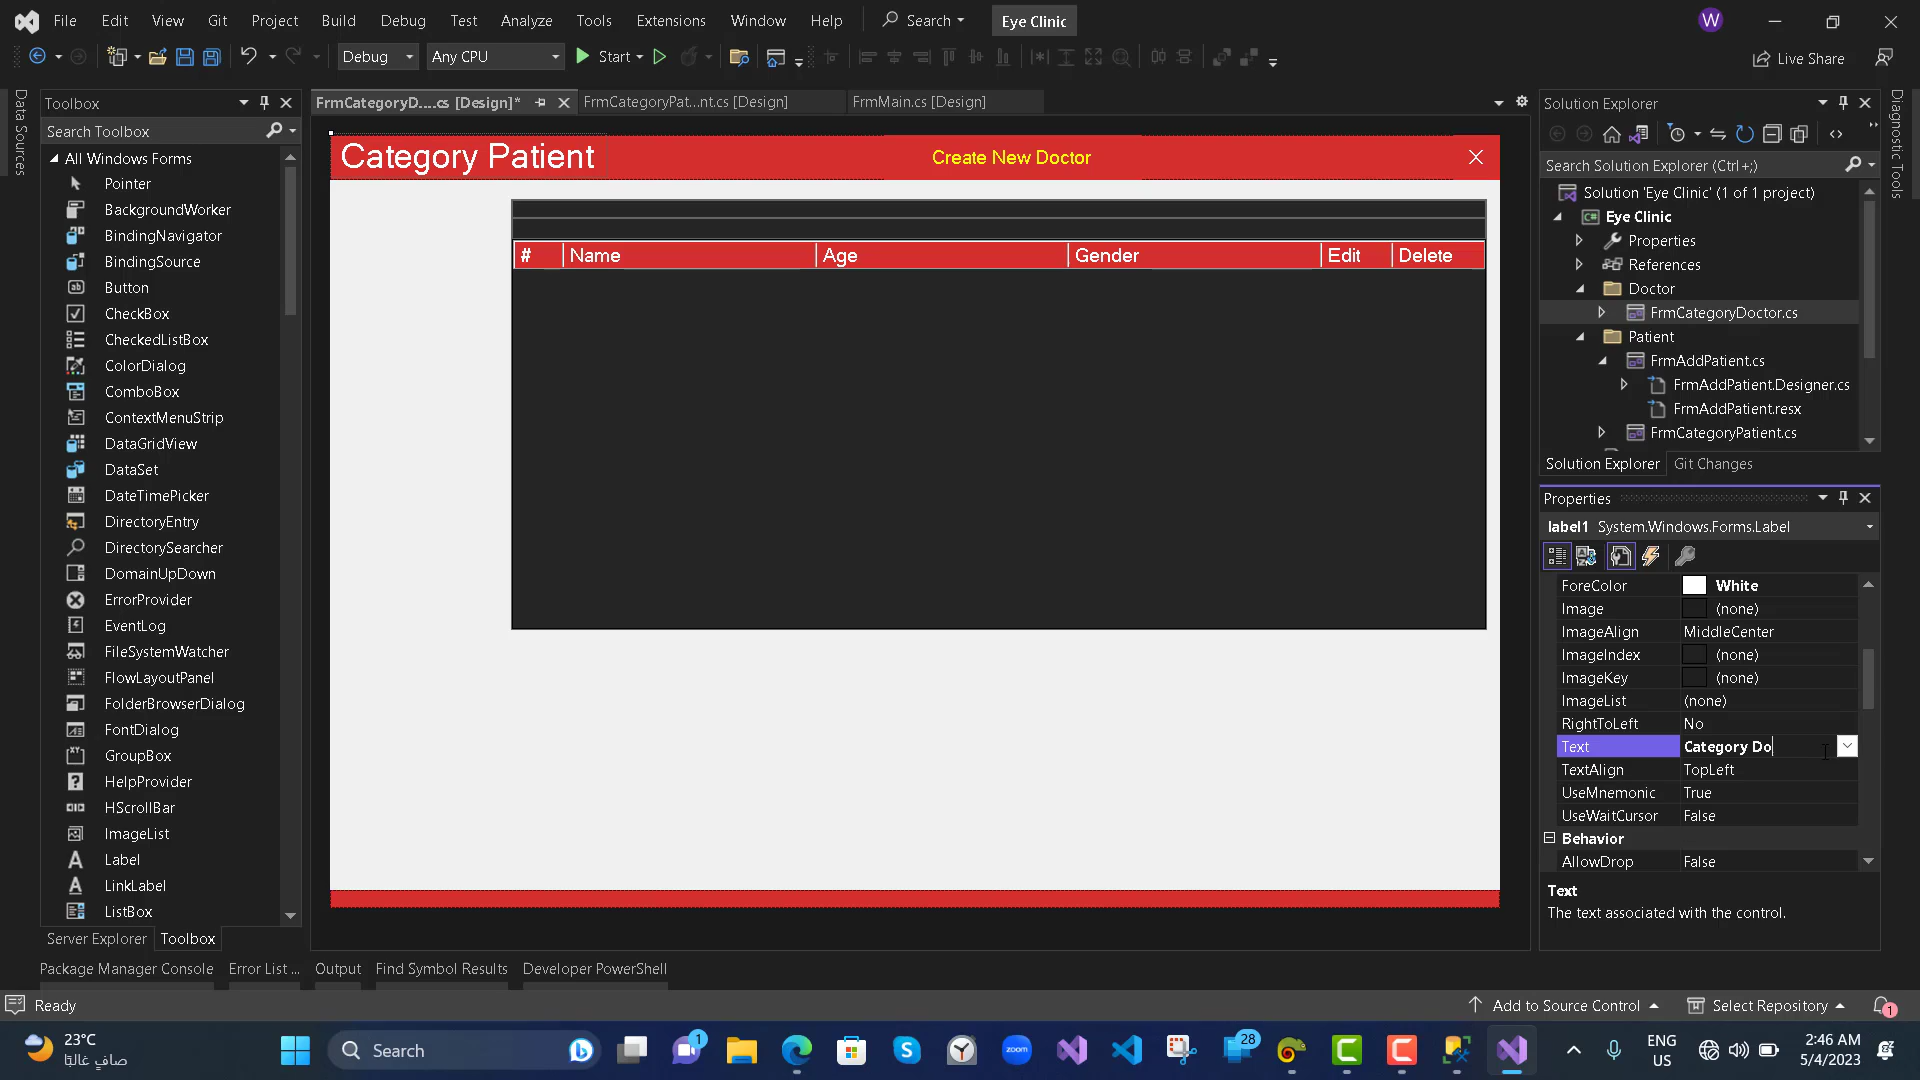 File Edit View Git Project Build Debug Test Analyze Tools Extensions Window Help Search Eye Clinic W
Debug Any CPU Start Live Share
Data Sources
Toolbox
Search Toolbox
All Windows Forms
Pointer
BackgroundWorker
BindingNavigator
BindingSource
Button
CheckBox
CheckedListBox
ColorDialog
ComboBox
ContextMenuStrip
DataGridView
DataSet
DateTimePicker
DirectoryEntry
DirectorySearcher
DomainUpDown
ErrorProvider
EventLog
FileSystemWatcher
FlowLayoutPanel
FolderBrowserDialog
FontDialog
GroupBox
HelpProvider
HScrollBar
ImageList
Label
LinkLabel
ListBox
Server Explorer Toolbox
FrmCategoryD....cs [Design]* FrmCategoryPat...nt.cs [Design] FrmMain.cs [Design]
Category Patient Create New Doctor
# Name Age Gender Edit Delete
Solution Explorer
Search Solution Explorer (Ctrl+;)
Solution 'Eye Clinic' (1 of 1 project)
Eye Clinic
Properties
References
Doctor
FrmCategoryDoctor.cs
Patient
FrmAddPatient.cs
FrmAddPatient.Designer.cs
FrmAddPatient.resx
FrmCategoryPatient.cs
Solution Explorer Git Changes
Diagnostic Tools
Properties
label1 System.Windows.Forms.Label
ForeColor White
Image (none)
ImageAlign MiddleCenter
ImageIndex (none)
ImageKey (none)
ImageList (none)
RightToLeft No
Text Category Do
TextAlign TopLeft
UseMnemonic True
UseWaitCursor False
Behavior
AllowDrop False
Text
The text associated with the control.
Package Manager Console Error List ... Output Find Symbol Results Developer PowerShell
Ready Add to Source Control Select Repository 1
23°C
صافٍ غالبًا
Search 1 zoom 28
ENG
US
2:46 AM
5/4/2023